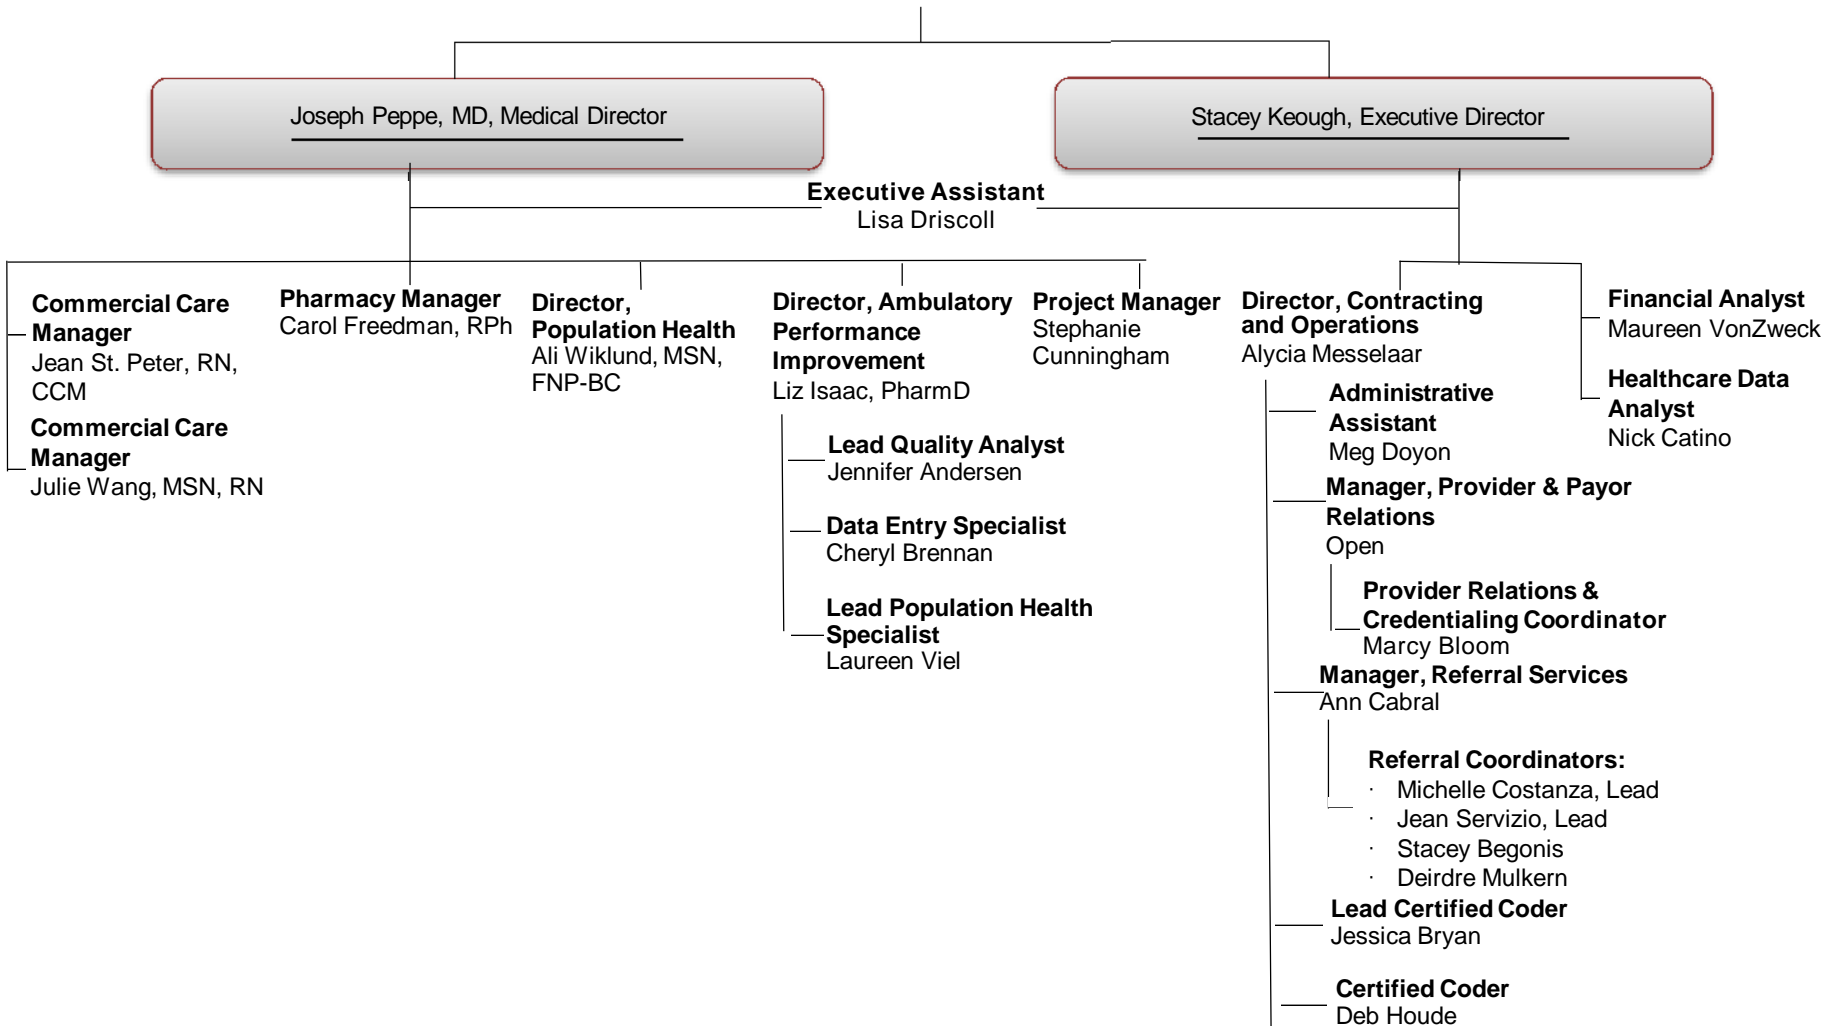 Joseph Peppe, MD, Medical Director
Stacey Keough, Executive Director
Executive Assistant
Lisa Driscoll
Commercial Care
Manager
Jean St. Peter, RN,
CCM
Commercial Care
Manager
Julie Wang, MSN, RN
Pharmacy Manager
Carol Freedman, RPh
Director,
Population Health
Ali Wiklund, MSN,
FNP-BC
Director, Ambulatory
Performance
Improvement
Liz Isaac, PharmD
Lead Quality Analyst
Jennifer Andersen
Data Entry Specialist
Cheryl Brennan
Lead Population Health
Specialist
Laureen Viel
Project Manager
Stephanie
Cunningham
Director, Contracting
and Operations
Alycia Messelaar
Administrative
Assistant
Meg Doyon
Manager, Provider & Payor
Relations
Open
Provider Relations &
Credentialing Coordinator
Marcy Bloom
Manager, Referral Services
Ann Cabral
Referral Coordinators:
· Michelle Costanza, Lead
· Jean Servizio, Lead
· Stacey Begonis
· Deirdre Mulkern
Lead Certified Coder
Jessica Bryan
Certified Coder
Deb Houde
Financial Analyst
Maureen VonZweck
Healthcare Data
Analyst
Nick Catino